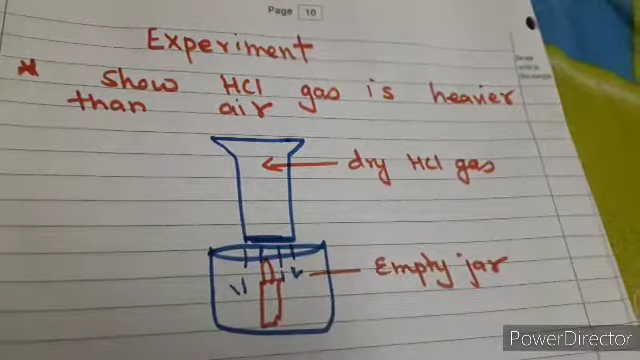 Page 10
Experiment
* Show HCl gas is heavier
than air
dry HCl gas
Empty jar
PowerDirector